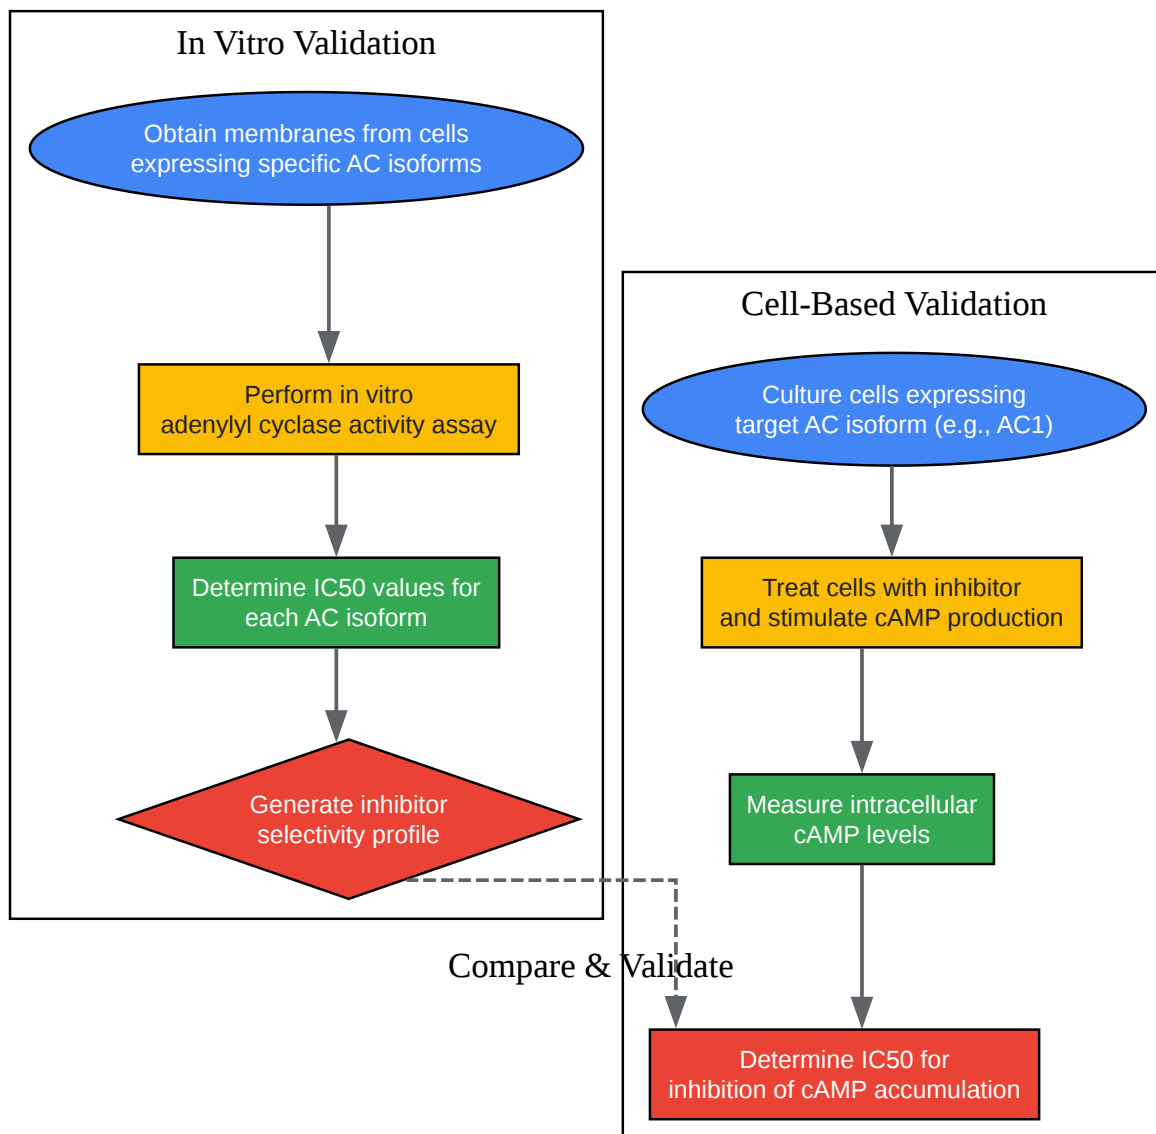 In Vitro Validation
Obtain membranes from cells
expressing specific AC isoforms
Perform in vitro
adenylyl cyclase activity assay
Determine IC50 values for
each AC isoform
Generate inhibitor
selectivity profile
Compare & Validate
Cell-Based Validation
Culture cells expressing
target AC isoform (e.g., AC1)
Treat cells with inhibitor
and stimulate cAMP production
Measure intracellular
cAMP levels
Determine IC50 for
inhibition of cAMP accumulation